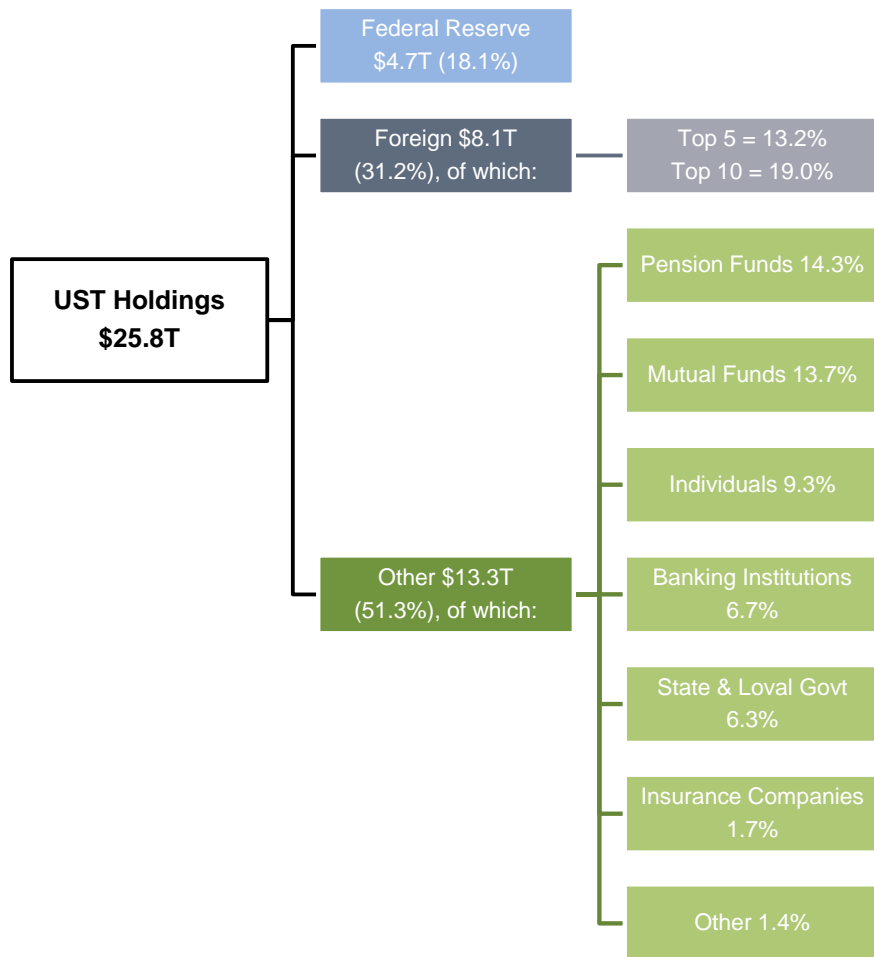 Federal Reserve
$4.7T (18.1%)
Foreign $8.1T
(31.2%), of which:
Top 5 = 13.2%
Top 10 = 19.0%
UST Holdings
$25.8T
Pension Funds 14.3%
Mutual Funds 13.7%
Individuals 9.3%
Other $13.3T
(51.3%), of which:
Banking Institutions
6.7%
State & Loval Govt
6.3%
Insurance Companies
1.7%
Other 1.4%